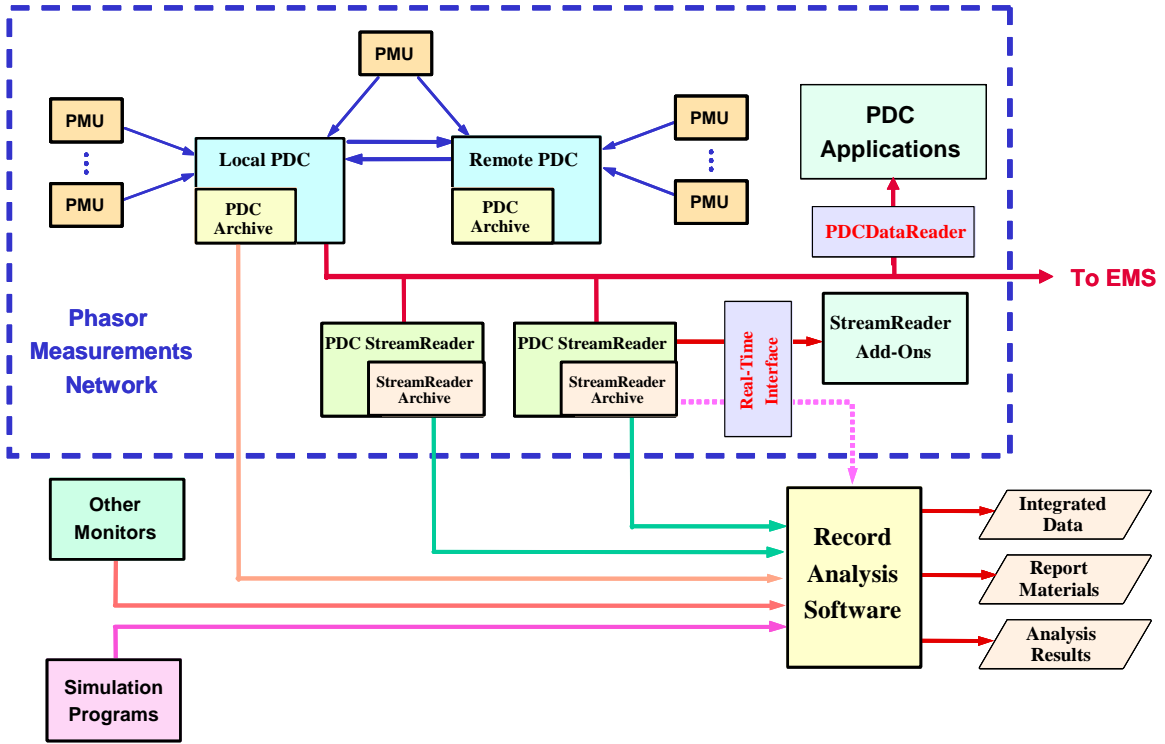 PMU
PMU
PMU
PMU
PMU
Local PDC
Remote PDC
PDC
Archive
PDC
Archive
PDC
Applications
PDCDataReader
To EMS
Phasor
Measurements
Network
PDC StreamReader
StreamReader
Archive
PDC StreamReader
StreamReader
Archive
Real-Time
Interface
StreamReader
Add-Ons
Other
Monitors
Simulation
Programs
Record
Analysis
Software
Integrated
Data
Report
Materials
Analysis
Results